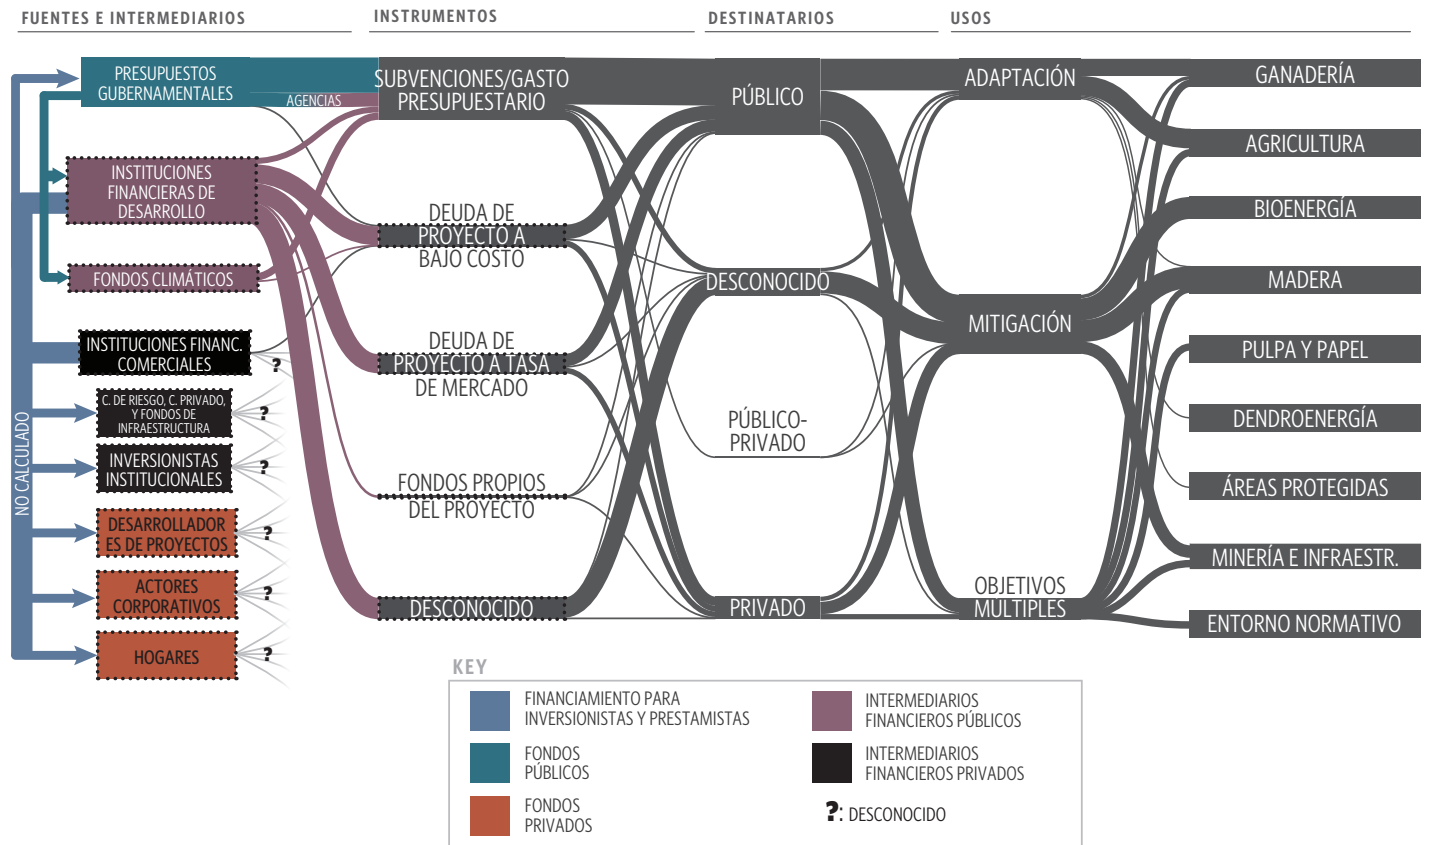 FUENTES E INTERMEDIARIOS
INSTRUMENTOS
DESTINATARIOS
USOS
PRESUPUESTOS
GUBERNAMENTALES
AGENCIAS
INSTITUCIONES
FINANCIERAS DE
DESARROLLO
FONDOS CLIMÁTICOS
INSTITUCIONES FINANC.
COMERCIALES
?
C. DE RIESGO, C. PRIVADO,
Y FONDOS DE
INFRAESTRUCTURA
?
INVERSIONISTAS
INSTITUCIONALES
?
DESARROLLADOR
ES DE PROYECTOS
?
ACTORES
CORPORATIVOS
?
HOGARES
?
NO CALCULADO
SUBVENCIONES/GASTO
PRESUPUESTARIO
DEUDA DE
PROYECTO A
BAJO COSTO
DEUDA DE
PROYECTO A TASA
DE MERCADO
FONDOS PROPIOS
DEL PROYECTO
DESCONOCIDO
PÚBLICO
DESCONOCIDO
PÚBLICO-
PRIVADO
PRIVADO
ADAPTACIÓN
MITIGACIÓN
OBJETIVOS
MULTIPLES
GANADERÍA
AGRICULTURA
BIOENERGÍA
MADERA
PULPA Y PAPEL
DENDROENERGÍA
ÁREAS PROTEGIDAS
MINERÍA E INFRAESTR.
ENTORNO NORMATIVO
KEY
FINANCIAMIENTO PARA
INVERSIONISTAS Y PRESTAMISTAS
FONDOS
PÚBLICOS
FONDOS
PRIVADOS
INTERMEDIARIOS
FINANCIEROS PÚBLICOS
INTERMEDIARIOS
FINANCIEROS PRIVADOS
?: DESCONOCIDO